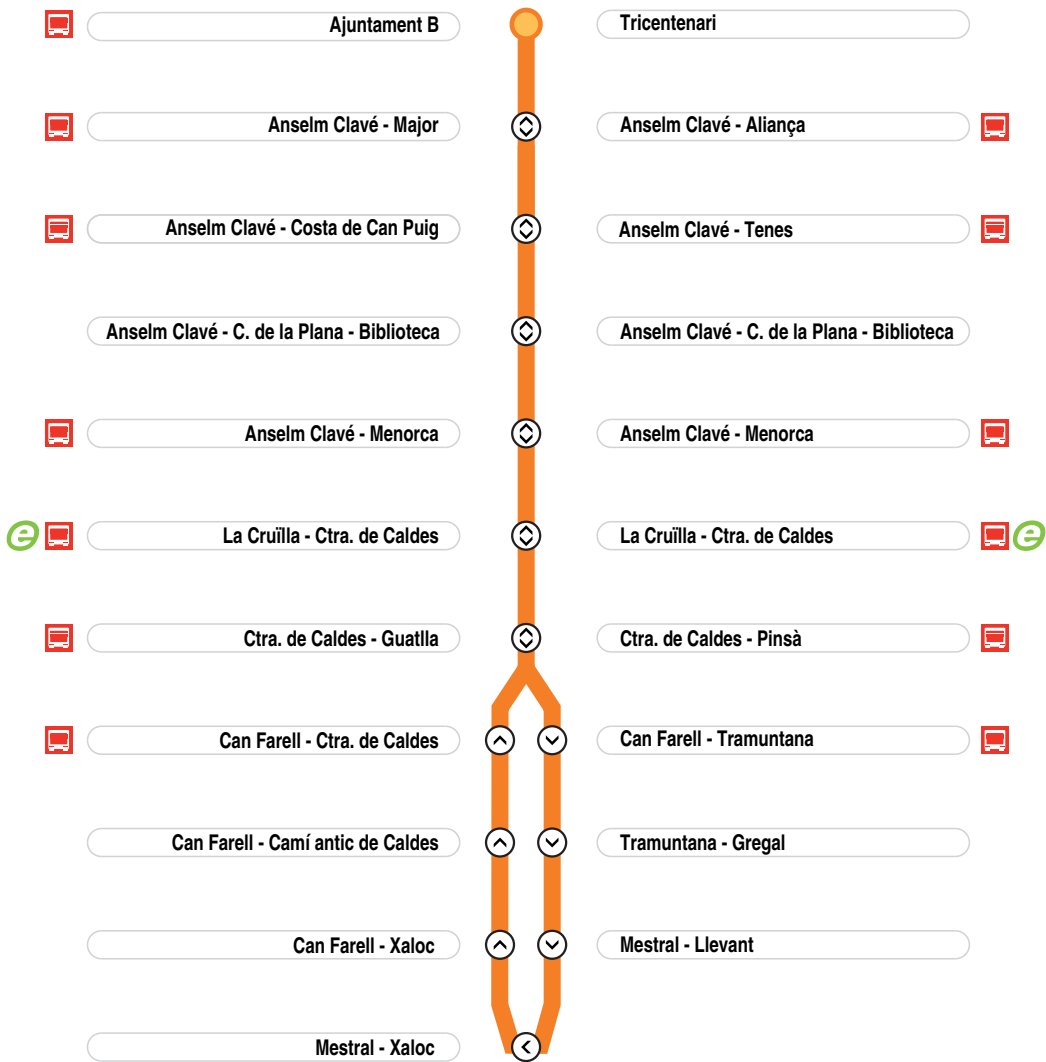 Ajuntament B
Tricentenari
Anselm Clavé - Major
Anselm Clavé - Aliança
Anselm Clavé - Costa de Can Puig
Anselm Clavé - Tenes
Anselm Clavé - C. de la Plana - Biblioteca
Anselm Clavé - C. de la Plana - Biblioteca
Anselm Clavé - Menorca
Anselm Clavé - Menorca
e
La Cruïlla - Ctra. de Caldes
La Cruïlla - Ctra. de Caldes
e
Ctra. de Caldes - Guatlla
Ctra. de Caldes - Pinsà
Can Farell - Ctra. de Caldes
Can Farell - Tramuntana
Can Farell - Camí antic de Caldes
Tramuntana - Gregal
Can Farell - Xaloc
Mestral - Llevant
Mestral - Xaloc